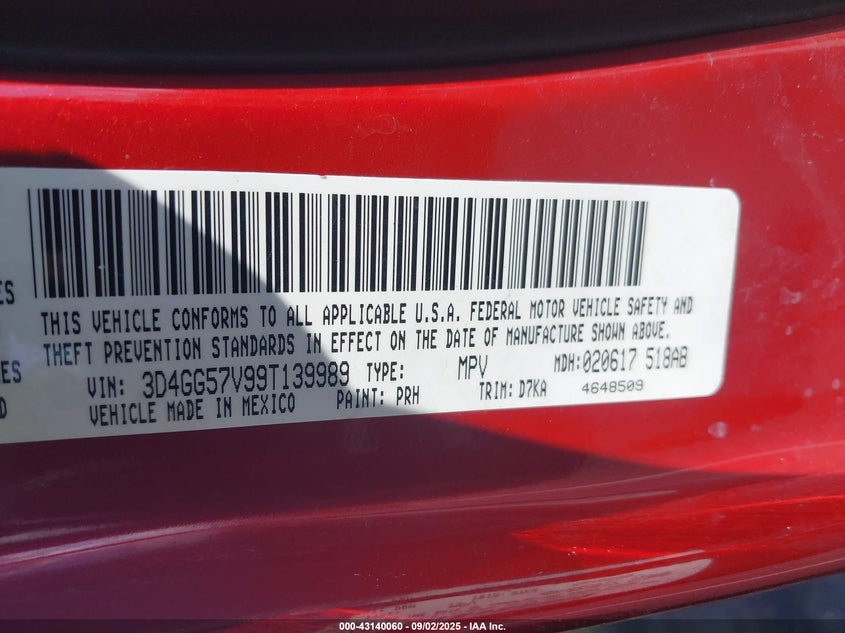 THIS VEHICLE CONFORMS TO ALL APPLICABLE U.S.A. FEDERAL MOTOR VEHICLE SAFETY AND
THEFT PREVENTION STANDARDS IN EFFECT ON THE DATE OF MANUFACTURE SHOWN ABOVE.
VIN: 3D4GG57V99T139989 TYPE: MPV MDH:020617 518AB
VEHICLE MADE IN MEXICO PAINT: PRH TRIM: D7KA 4648509
000-43140060 - 09/02/2025 - IAA Inc.